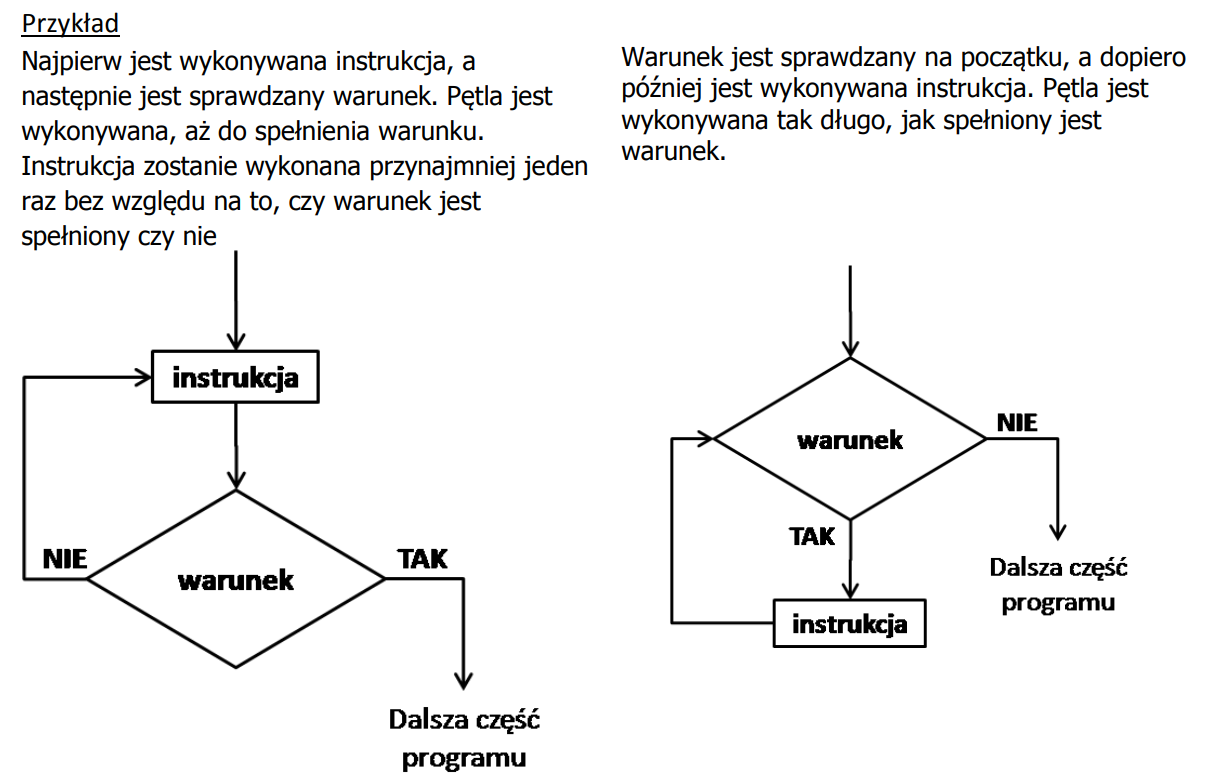 Przykład
Najpierw jest wykonywana instrukcja, a
następnie jest sprawdzany warunek. Pętla jest
wykonywana, aż do spełnienia warunku.
Instrukcja zostanie wykonana przynajmniej jeden
raz bez względu na to, czy warunek jest
spełniony czy nie
instrukcja
NIE
TAK
warunek
Dalsza część
programu
Warunek jest sprawdzany na początku, a dopiero
później jest wykonywana instrukcja. Pętla jest
wykonywana tak długo, jak spełniony jest
warunek.
NIE
warunek
TAK
Dalsza część
programu
instrukcja